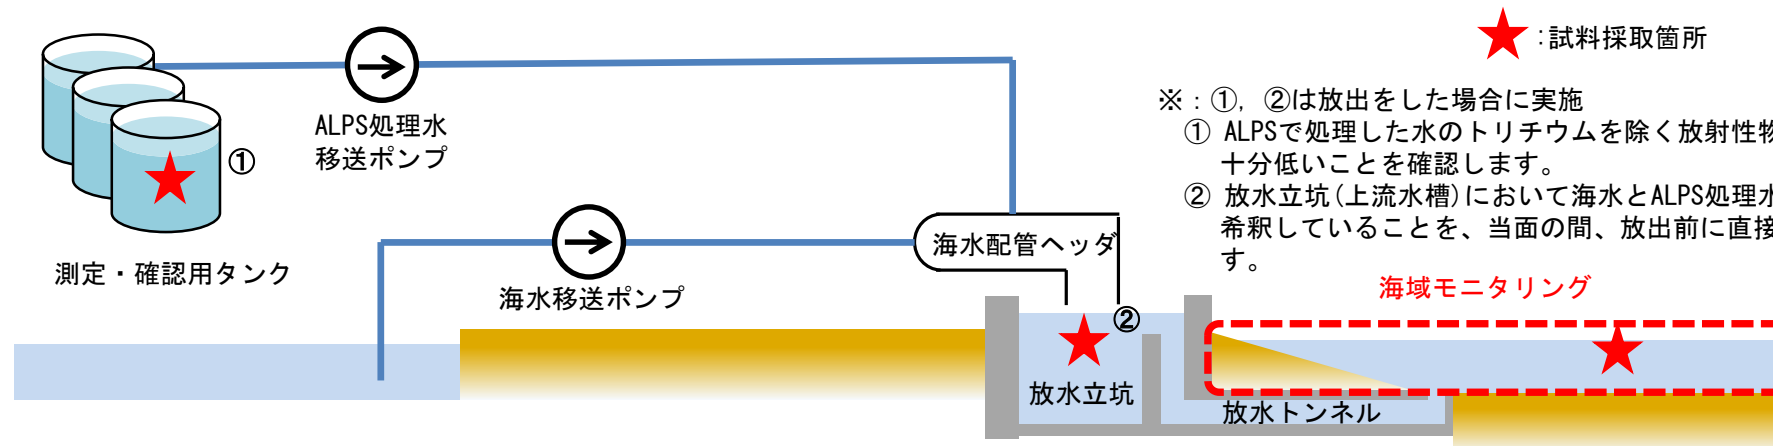 :試料採取箇所
※：①，②は放出をした場合に実施
① ALPSで処理した水のトリチウムを除く放射性物
十分低いことを確認します。
② 放水立坑(上流水槽)において海水とALPS処理水
希釈していることを、当面の間、放出前に直接
す。
ALPS処理水
移送ポンプ
①
測定・確認用タンク
海水配管ヘッダ
海水移送ポンプ
海域モニタリング
②
放水立坑
放水トンネル